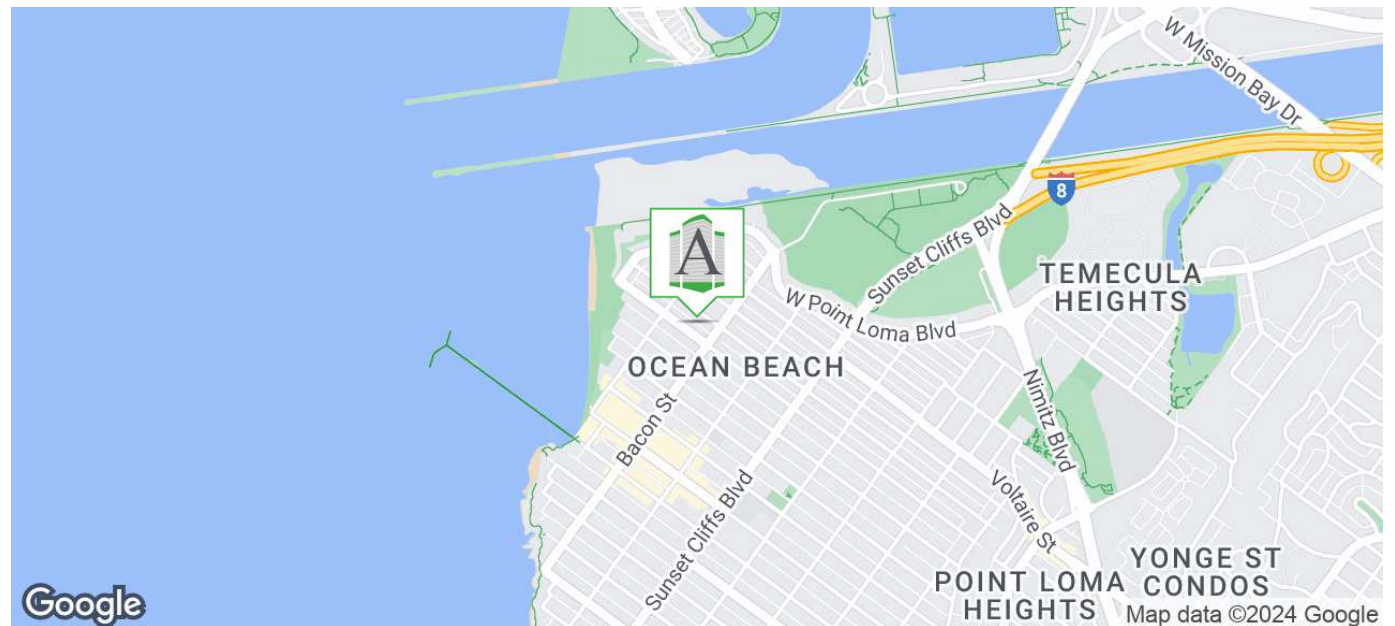 W Mission Bay Dr
8
Sunset Cliffs Blvd
A
TEMECULA
HEIGHTS
W Point Loma Blvd
OCEAN BEACH
Nimitz Blvd
Bacon St
Voltaire St
Sunset Cliffs Blvd
YONGE ST
CONDOS
POINT LOMA
HEIGHTS
Google
Map data ©2024 Google